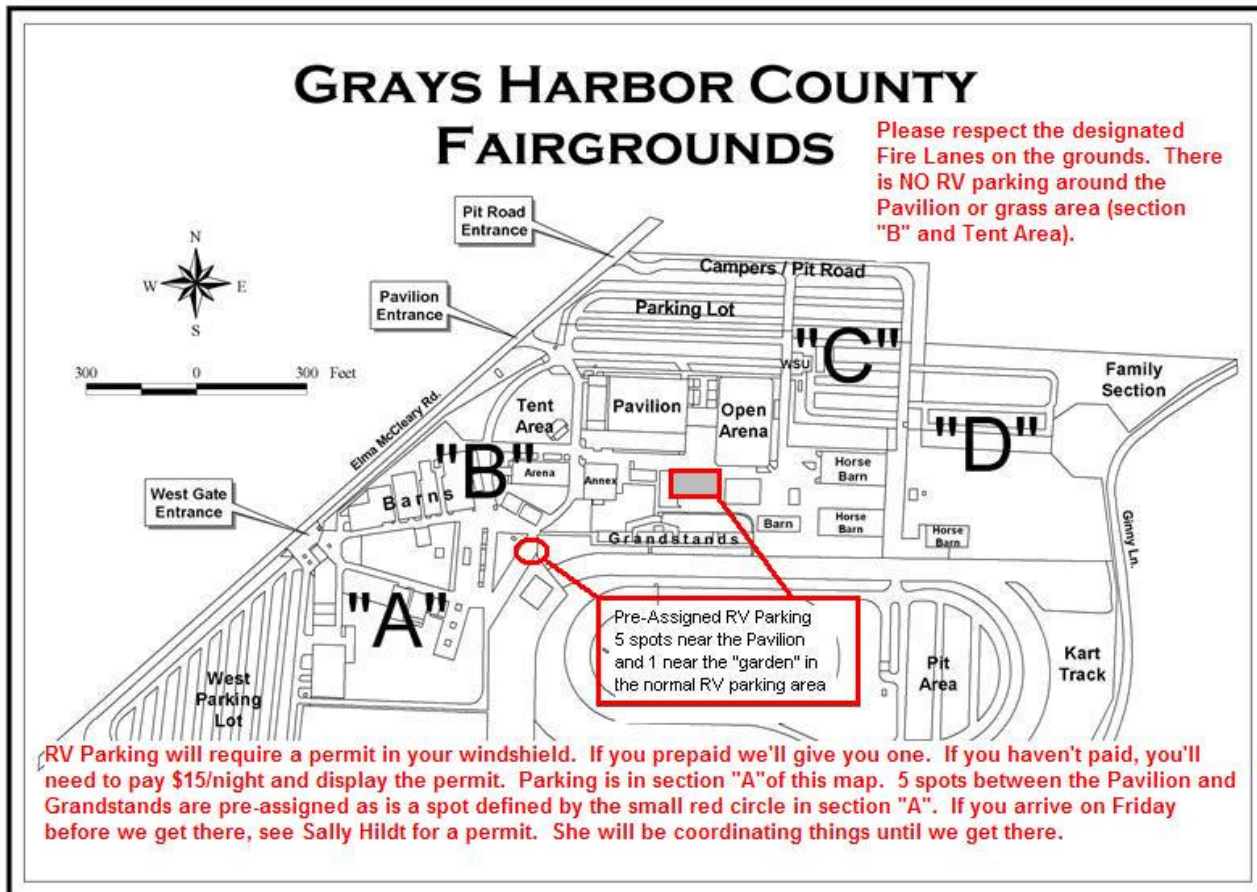 GRAYS HARBOR COUNTY
FAIRGROUNDS
Please respect the designated
Fire Lanes on the grounds. There
is NO RV parking around the
Pavilion or grass area (section
"B" and Tent Area).
Pit Road
Entrance
N
W E
S
Campers / Pit Road
Pavilion
Entrance
Parking Lot
"C"
WSU
300 0 300 Feet
Family
Section
Elma McCleary Rd.
Tent
Area
Pavilion
Open
Arena
"D"
"B"
Arena
Annex
Horse
Barn
West Gate
Entrance
Barns
Barn
Horse
Barn
Horse
Barn
Grandstands
Ginny Ln.
"A"
Pre-Assigned RV Parking
5 spots near the Pavilion
and 1 near the "garden" in
the normal RV parking area
West
Parking
Lot
Pit
Area
Kart
Track
RV Parking will require a permit in your windshield. If you prepaid we'll give you one. If you haven't paid, you'll
need to pay $15/night and display the permit. Parking is in section "A"of this map. 5 spots between the Pavilion and
Grandstands are pre-assigned as is a spot defined by the small red circle in section "A". If you arrive on Friday
before we get there, see Sally Hildt for a permit. She will be coordinating things until we get there.